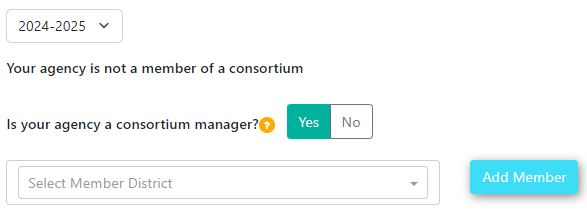 2024-2025
Your agency is not a member of a consortium
Is your agency a consortium manager? ? Yes No
Select Member District Add Member